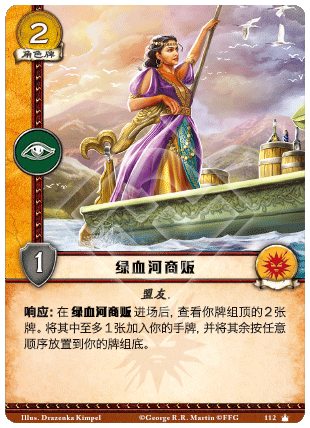 2
角色牌
1
绿血河商贩
盟友.
响应: 在 绿血河商贩 进场后, 查看你牌组顶的2张
牌。将其中至多1张加入你的手牌, 并将其余按任意
顺序放置到你的牌组底。
Illus. Drazenka Kimpel ©George R.R. Martin ©FFG 112